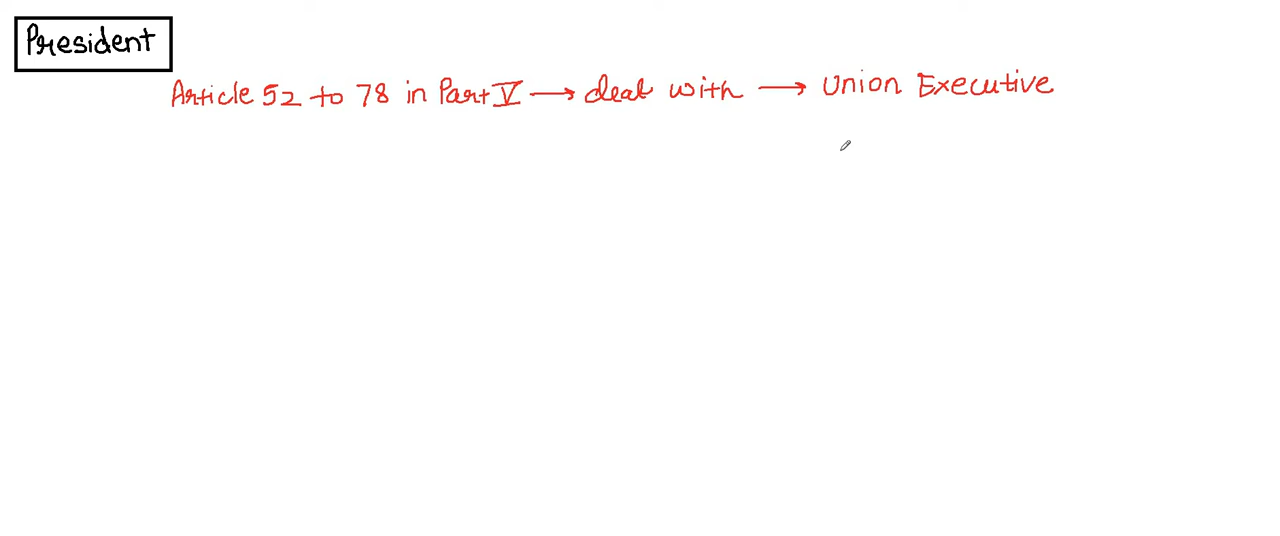 President
Article 52 to 78 in Part V → deal with → Union Executive